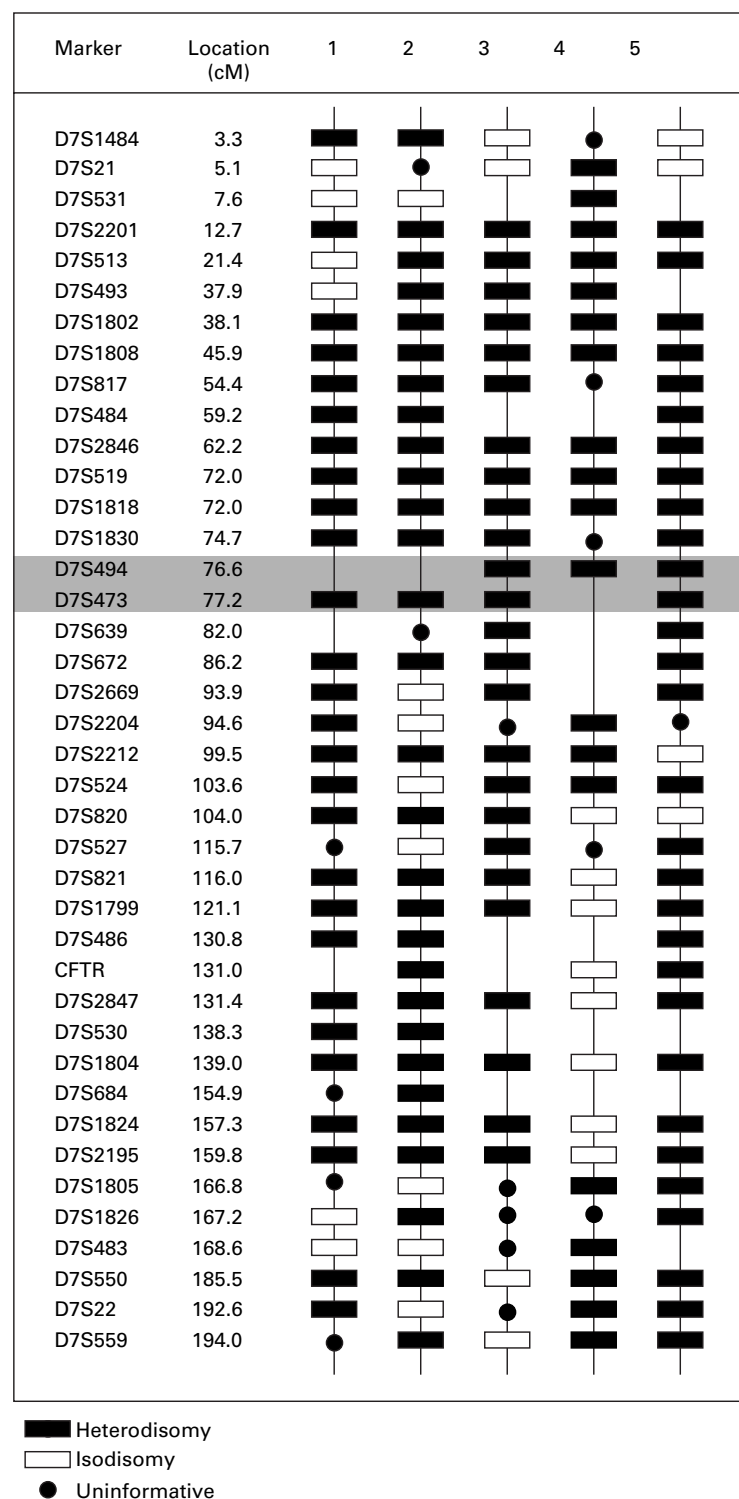 Marker Location (cM) 1 2 3 4 5
D7S1484 3.3
D7S21 5.1
D7S531 7.6
D7S2201 12.7
D7S513 21.4
D7S493 37.9
D7S1802 38.1
D7S1808 45.9
D7S817 54.4
D7S484 59.2
D7S2846 62.2
D7S519 72.0
D7S1818 72.0
D7S1830 74.7
D7S494 76.6
D7S473 77.2
D7S639 82.0
D7S672 86.2
D7S2669 93.9
D7S2204 94.6
D7S2212 99.5
D7S524 103.6
D7S820 104.0
D7S527 115.7
D7S821 116.0
D7S1799 121.1
D7S486 130.8
CFTR 131.0
D7S2847 131.4
D7S530 138.3
D7S1804 139.0
D7S684 154.9
D7S1824 157.3
D7S2195 159.8
D7S1805 166.8
D7S1826 167.2
D7S483 168.6
D7S550 185.5
D7S22 192.6
D7S559 194.0
Heterodisomy
Isodisomy
Uninformative